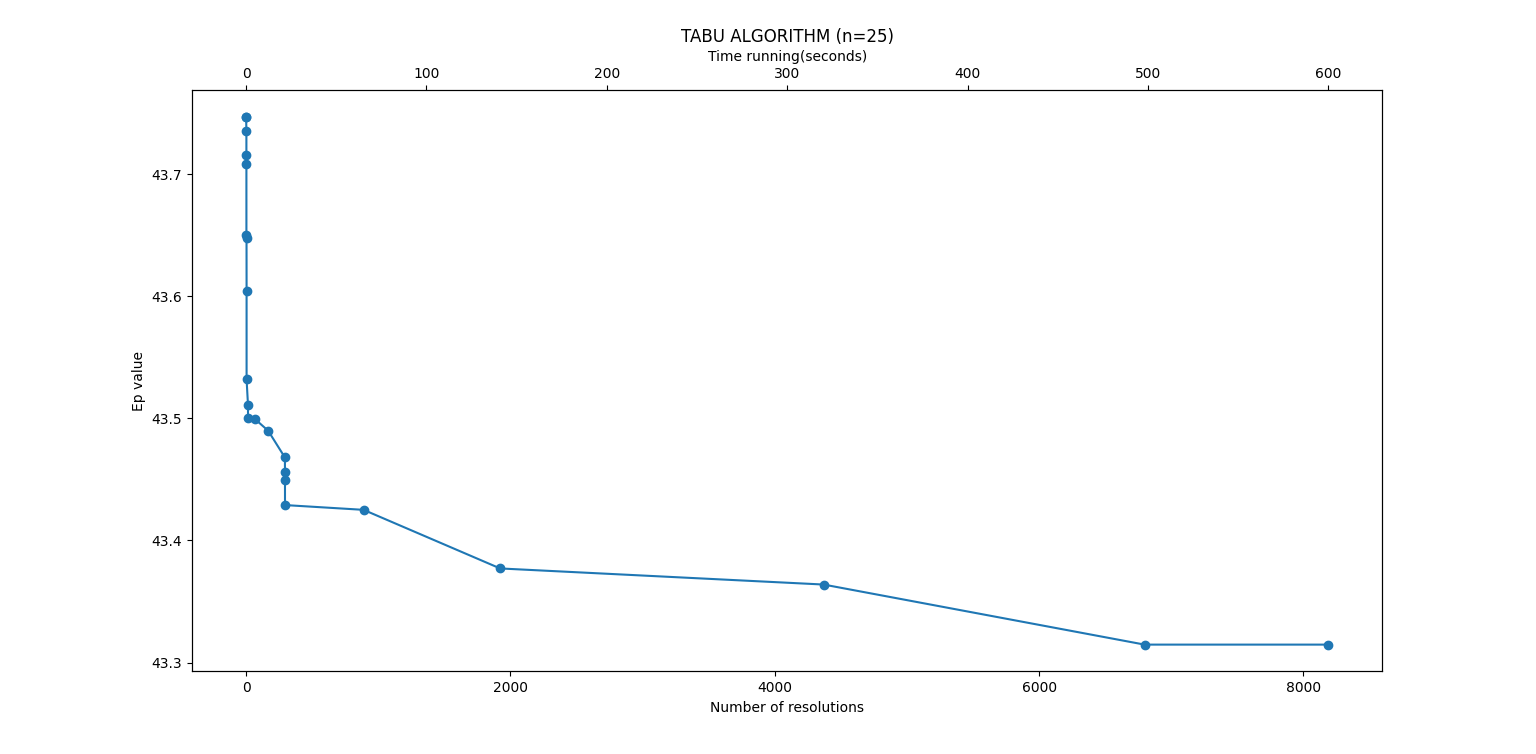 TABU ALGORITHM (n=25)
Time running(seconds)
0 100 200 300 400 500 600
43.7
43.6
43.5
43.4
43.3
Ep value
0 2000 4000 6000 8000
Number of resolutions